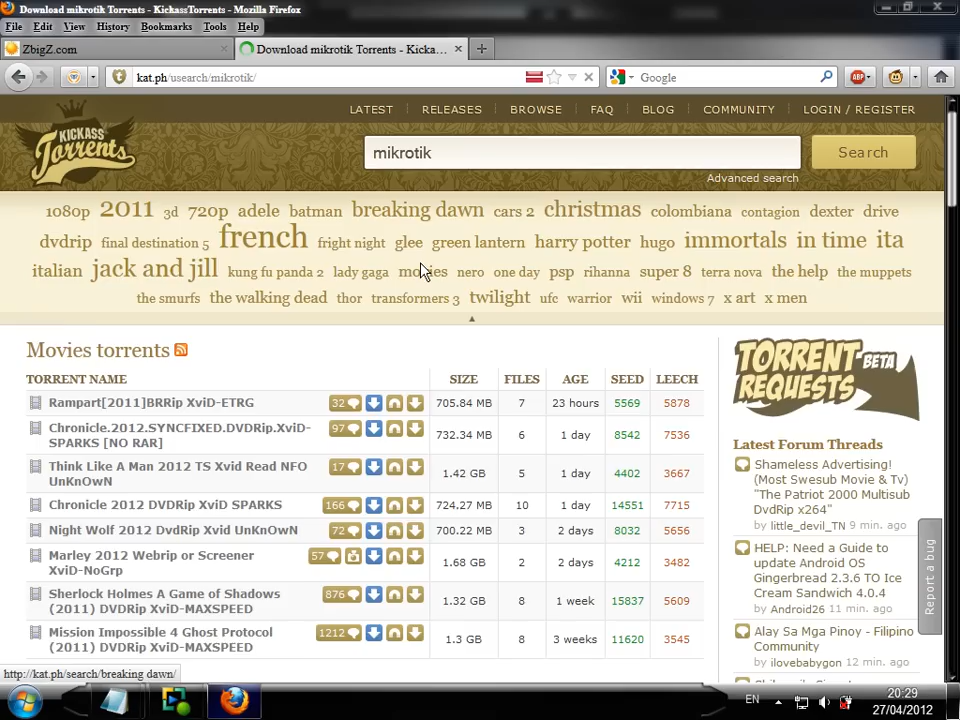 Download mikrotik Torrents - KickassTorrents - Mozilla Firefox
File Edit View History Bookmarks Tools Help
ZbigZ.com
Download mikrotik Torrents - Kicka...
kat.ph/usearch/mikrotik/
Google
ABP
LATEST RELEASES BROWSE FAQ BLOG COMMUNITY LOGIN / REGISTER
KICKASS
Torrents
mikrotik
Search
Advanced search
1080p 2011 3d 720p adele batman breaking dawn cars 2 christmas colombiana contagion dexter drive
dvdrip final destination 5 french fright night glee green lantern harry potter hugo immortals in time ita
italian jack and jill kung fu panda 2 lady gaga movies nero one day psp rihanna super 8 terra nova the help the muppets
the smurfs the walking dead thor transformers 3 twilight ufc warrior wii windows 7 x art x men
Movies torrents
TORRENT NAME SIZE FILES AGE SEED LEECH
Rampart[2011]BRRip XviD-ETRG 32 705.84 MB 7 23 hours 5569 5878
Chronicle.2012.SYNCFIXED.DVDRip.XviD-
SPARKS [NO RAR] 97 732.34 MB 6 1 day 8542 7536
Think Like A Man 2012 TS Xvid Read NFO
UnKnOwN 17 1.42 GB 5 1 day 4402 3667
Chronicle 2012 DVDRip XviD SPARKS 166 724.27 MB 10 1 day 14551 7715
Night Wolf 2012 DvdRip Xvid UnKnOwN 72 700.22 MB 3 2 days 8032 5656
Marley 2012 Webrip or Screener
XviD-NoGrp 57 1.68 GB 2 2 days 4212 3482
Sherlock Holmes A Game of Shadows
(2011) DVDRip XviD-MAXSPEED 876 1.32 GB 8 1 week 15837 5609
Mission Impossible 4 Ghost Protocol
(2011) DVDRip XviD-MAXSPEED 1212 1.3 GB 8 3 weeks 11620 3545
TORRENT BETA
REQUESTS
Latest Forum Threads
Shameless Advertising!
(Most Swesub Movie & Tv)
"The Patriot 2000 Multisub
DvdRip x264"
by little_devil_TN 9 min. ago
HELP: Need a Guide to
update Android OS
Gingerbread 2.3.6 TO Ice
Cream Sandwich 4.0.4
by Android26 11 min. ago
Alay Sa Mga Pinoy - Filipino
Community
by ilovebabygon 12 min. ago
Report a bug
http://kat.ph/search/breaking dawn/
EN
20:29
27/04/2012